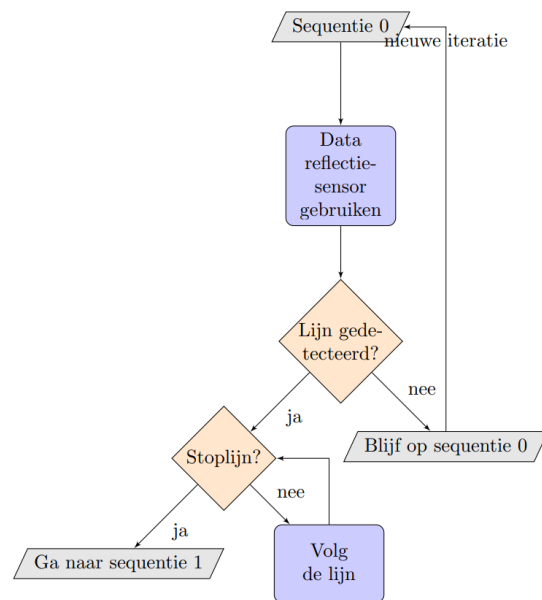 Sequentie 0
nieuwe iteratie
Data
reflectie-
sensor
gebruiken
Lijn gede-
tecteerd?
nee
ja
Blijf op sequentie 0
Stoplijn?
nee
ja
Ga naar sequentie 1
Volg
de lijn